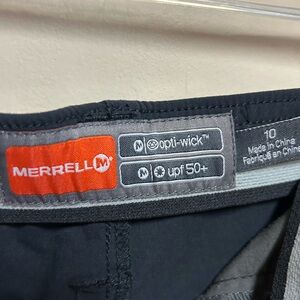 MERRELL M®
M opti-wick™
M upf 50+
10
Made in China
Fabriqué en Chine